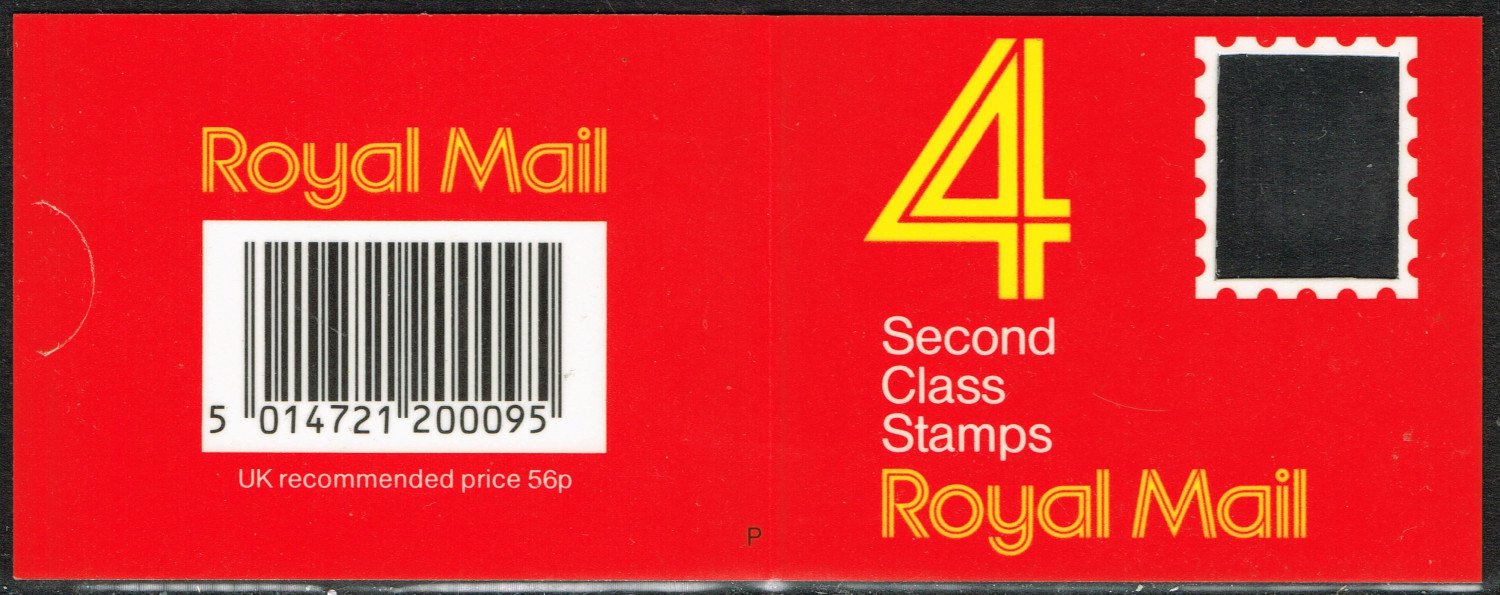 Royal Mail
5 014721 200095
UK recommended price 56p
P
4
Second
Class
Stamps
Royal Mail